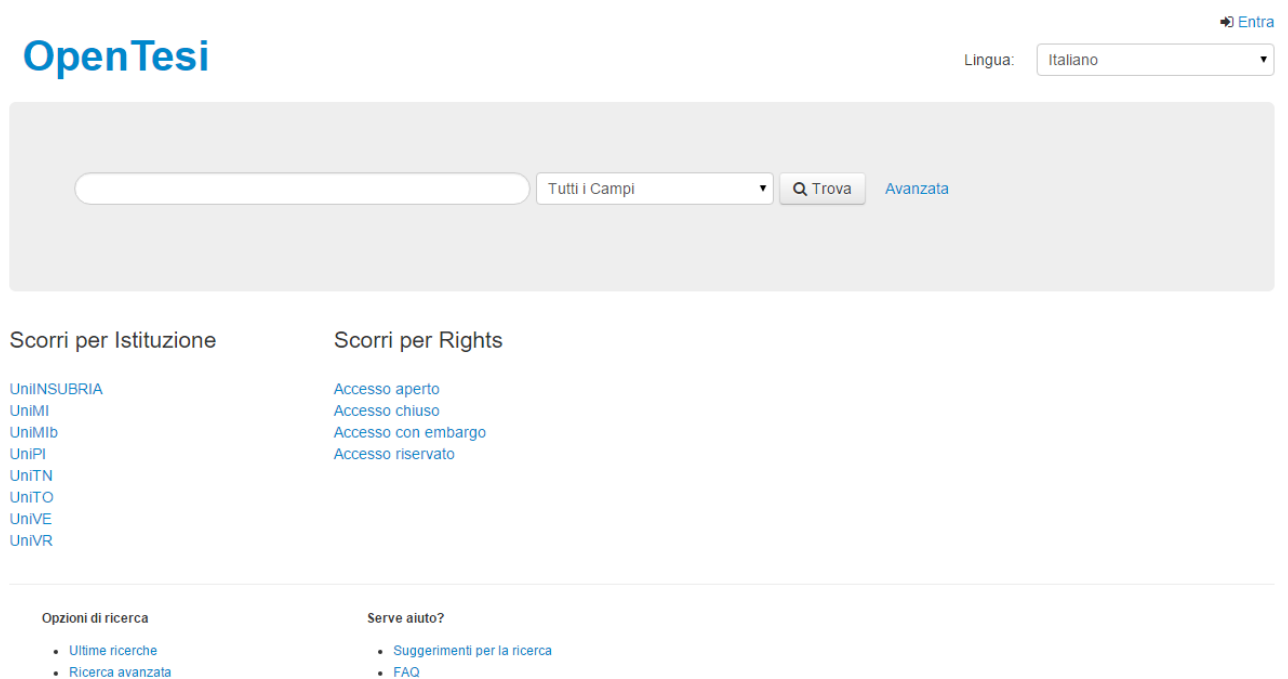 Entra
OpenTesi
Lingua: Italiano
Tutti i Campi Trova Avanzata
Scorri per Istituzione
UniINSUBRIA
UniMI
UniMIb
UniPI
UniTN
UniTO
UniVE
UniVR
Scorri per Rights
Accesso aperto
Accesso chiuso
Accesso con embargo
Accesso riservato
Opzioni di ricerca
Ultime ricerche
Ricerca avanzata
Serve aiuto?
Suggerimenti per la ricerca
FAQ